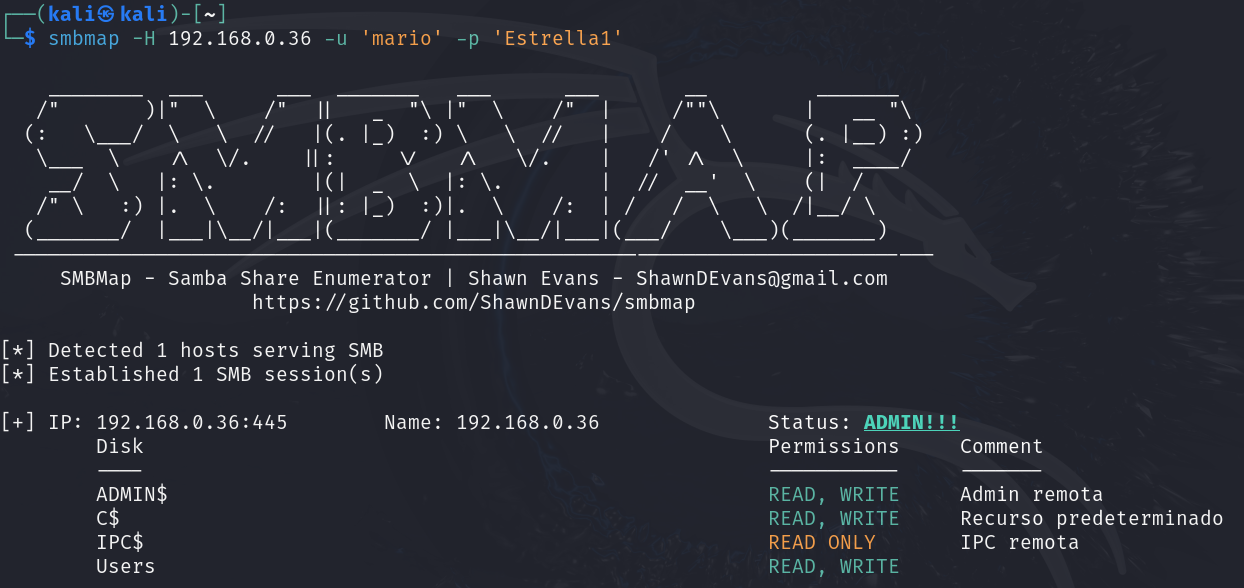 (kali㉿kali)-[~]
$ smbmap -H 192.168.0.36 -u 'mario' -p 'Estrella1'
SMBMAP
SMBMap - Samba Share Enumerator | Shawn Evans - ShawnDEvans@gmail.com
https://github.com/ShawnDEvans/smbmap
[*] Detected 1 hosts serving SMB
[*] Established 1 SMB session(s)
[+] IP: 192.168.0.36:445 Name: 192.168.0.36 Status: ADMIN!!!
Disk Permissions Comment
---- ----------- -------
ADMIN$ READ, WRITE Admin remota
C$ READ, WRITE Recurso predeterminado
IPC$ READ ONLY IPC remota
Users READ, WRITE